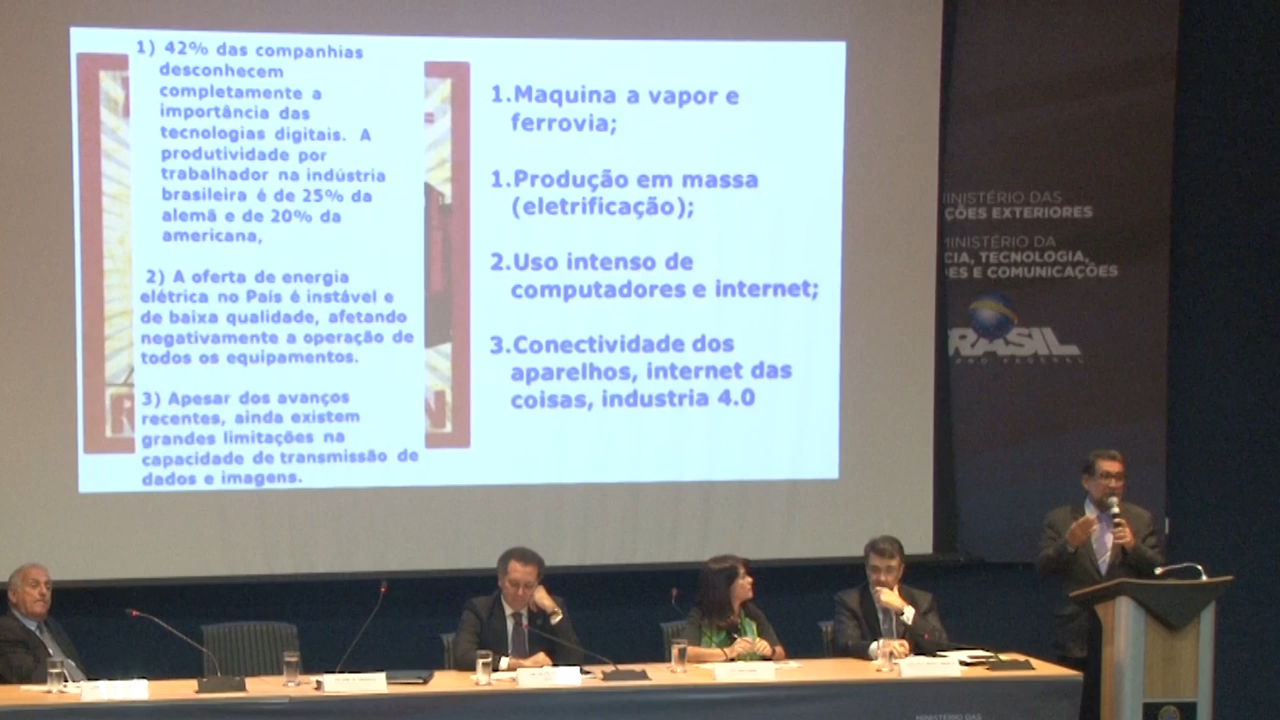 1) 42% das companhias
desconhecem
completamente a
importância das
tecnologias digitais. A
produtividade por
trabalhador na indústria
brasileira é de 25% da
alemã e de 20% da
americana,
2) A oferta de energia
elétrica no País é instável e
de baixa qualidade, afetando
negativamente a operação de
todos os equipamentos.
3) Apesar dos avanços
recentes, ainda existem
grandes limitações na
capacidade de transmissão de
dados e imagens.
1.Maquina a vapor e
ferrovia;
1.Produção em massa
(eletrificação);
2.Uso intenso de
computadores e internet;
3.Conectividade dos
aparelhos, internet das
coisas, industria 4.0
INISTÉRIO DAS
ÇÕES EXTERIORES
MINISTÉRIO DA
CIA, TECNOLOGIA,
ES E COMUNICAÇÕES
BRASIL
MINISTÉRIO DAS